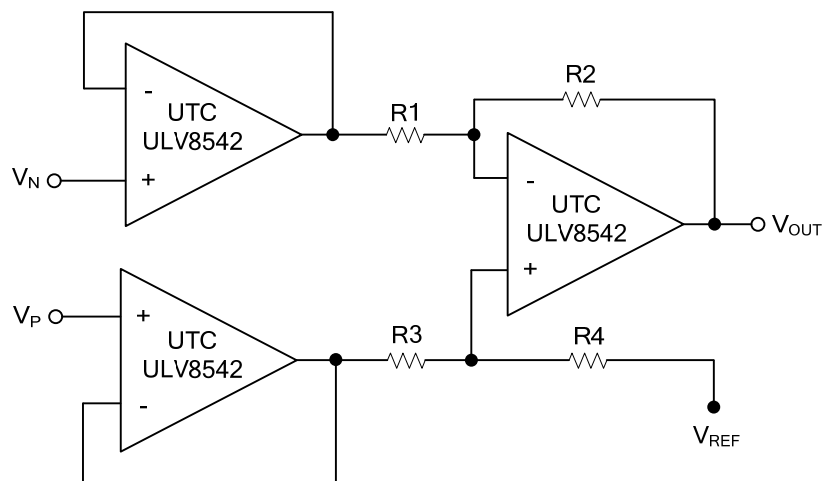 R2
R1
-
UTC
ULV8542
+
V_N
-
UTC
ULV8542
+
V_OUT
V_P
+
UTC
ULV8542
-
R3
R4
V_REF